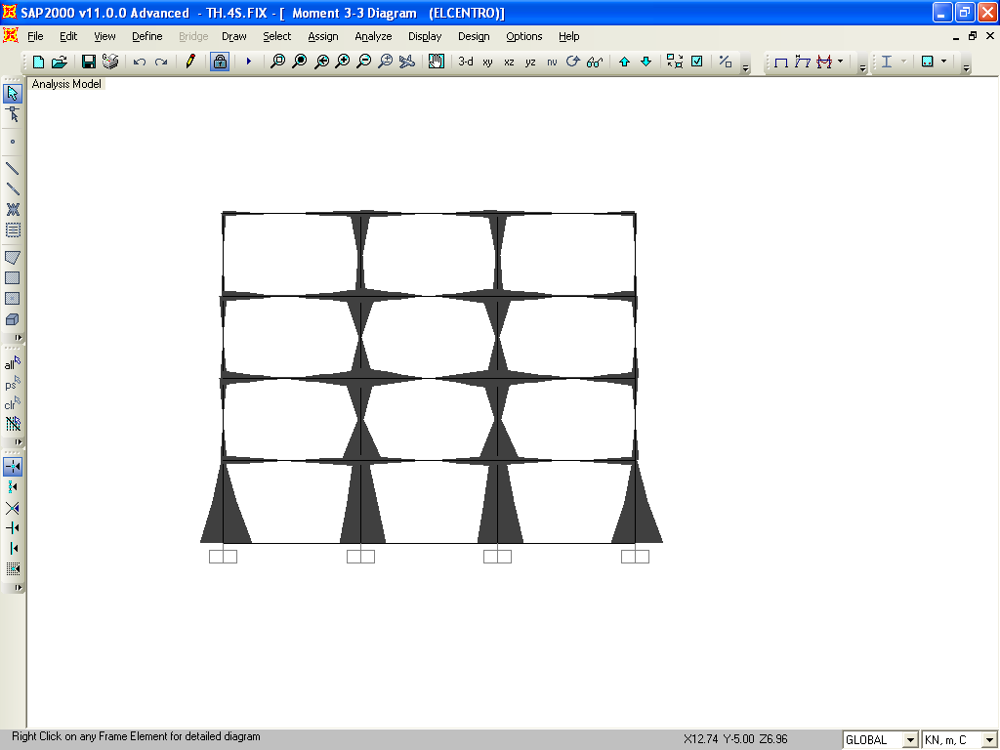 SAP2000 v11.0.0 Advanced - TH.4S.FIX - [ Moment 3-3 Diagram (ELCENTRO)]
File Edit View Define Bridge Draw Select Assign Analyze Display Design Options Help
3-d xy xz yz nv
Analysis Model
all
ps
clr
Right Click on any Frame Element for detailed diagram
X12.74 Y-5.00 Z6.96
GLOBAL
KN, m, C